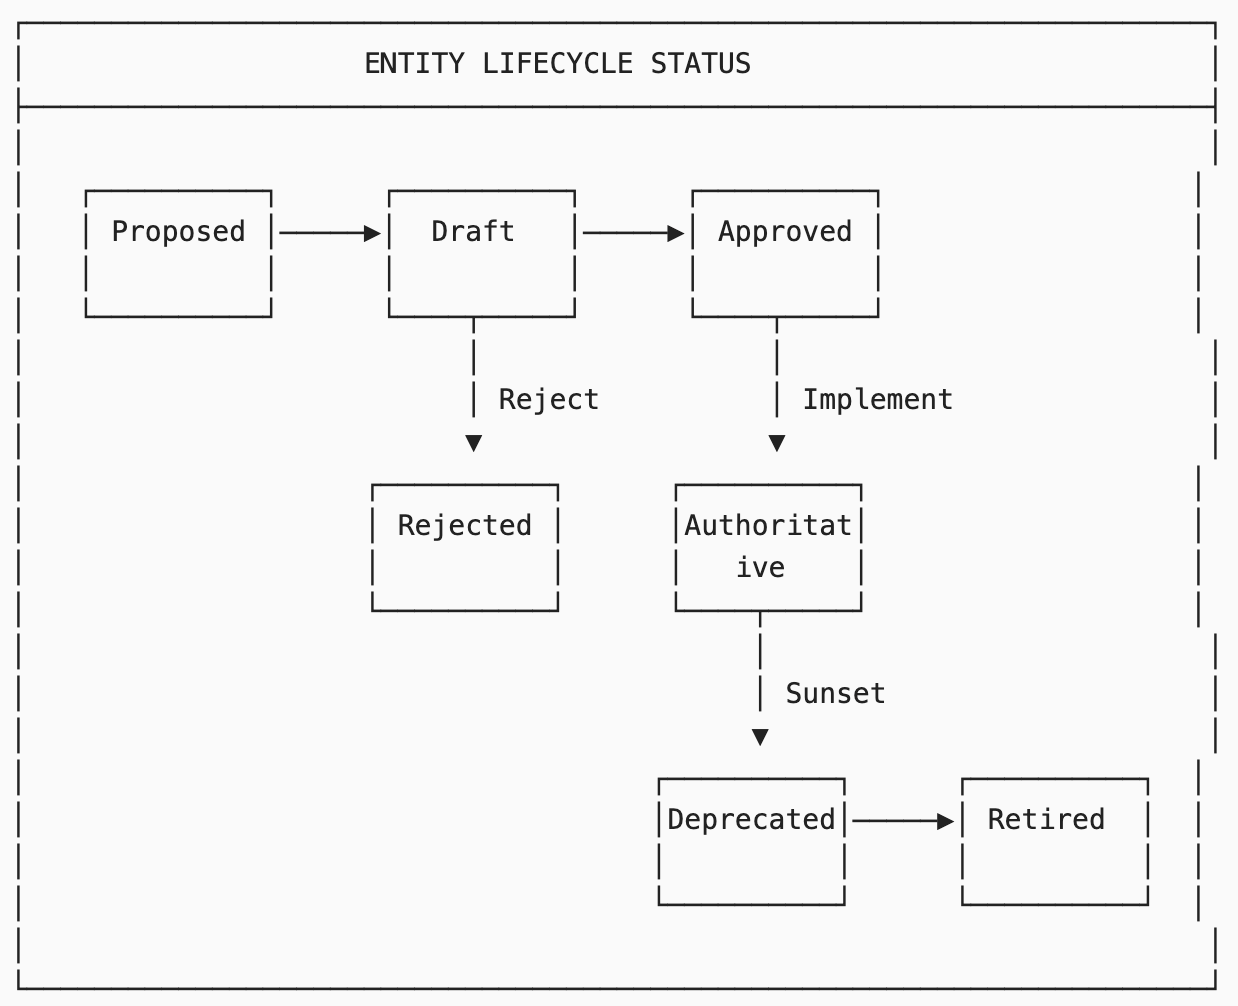 ENTITY LIFECYCLE STATUS
Proposed
Draft
Approved
Reject
Implement
Rejected
Authoritat
ive
Sunset
Deprecated
Retired